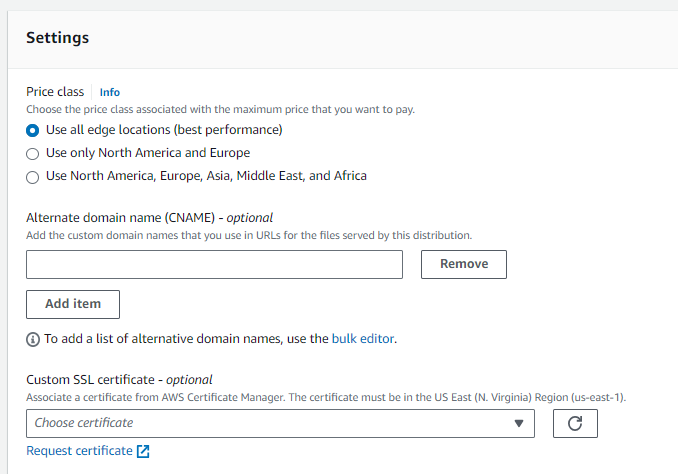 Settings
Price class Info
Choose the price class associated with the maximum price that you want to pay.
Use all edge locations (best performance)
Use only North America and Europe
Use North America, Europe, Asia, Middle East, and Africa
Alternate domain name (CNAME) - optional
Add the custom domain names that you use in URLs for the files served by this distribution.
Remove
Add item
To add a list of alternative domain names, use the bulk editor.
Custom SSL certificate - optional
Associate a certificate from AWS Certificate Manager. The certificate must be in the US East (N. Virginia) Region (us-east-1).
Choose certificate
Request certificate